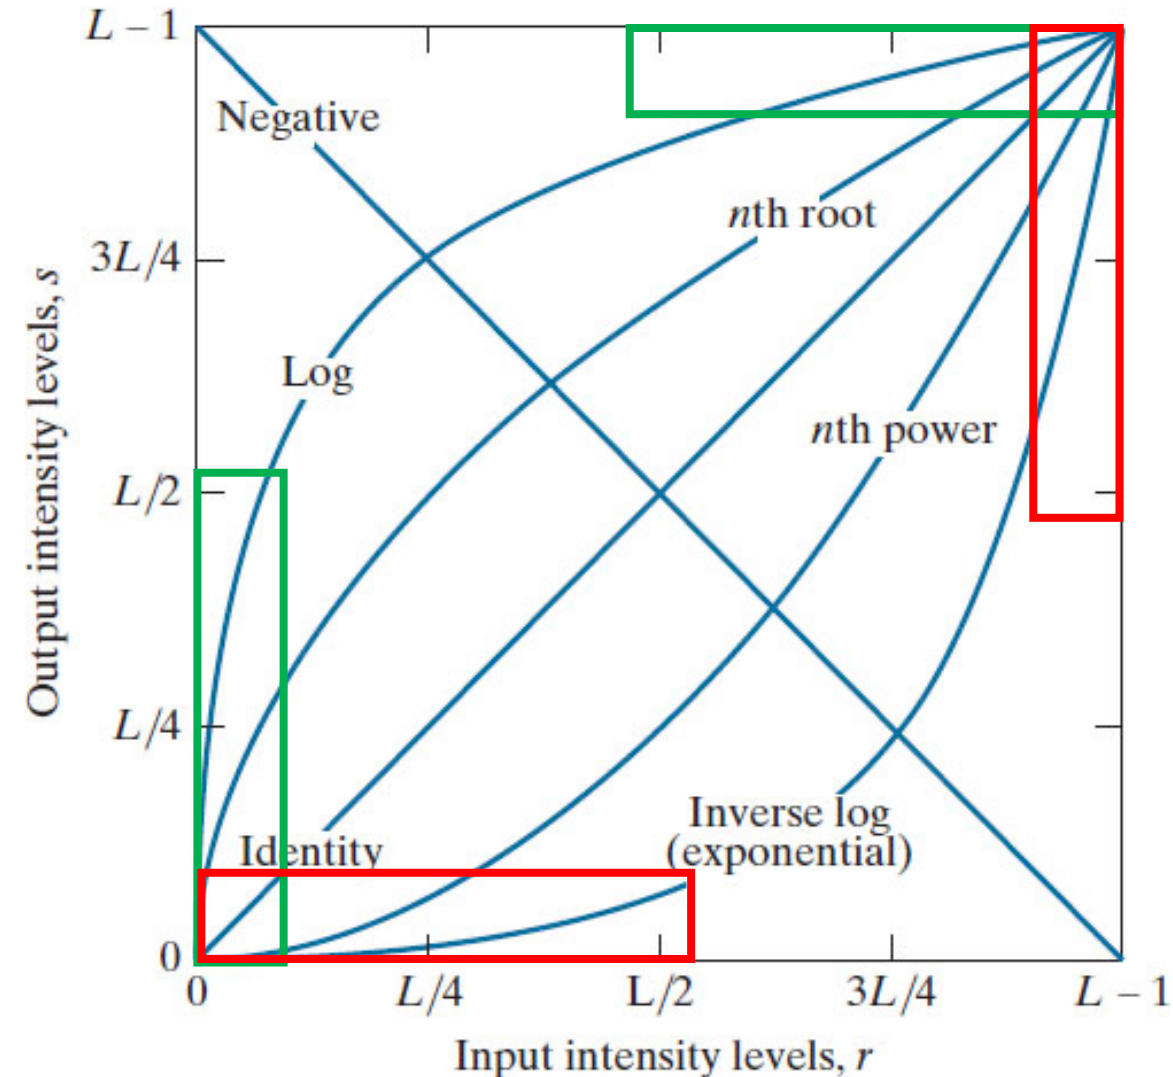 L – 1
Negative
nth root
3L/4
Log
nth power
L/2
L/4
Inverse log
(exponential)
Identity
0
0
L/4
L/2
3L/4
L – 1
Input intensity levels, r
Output intensity levels, s